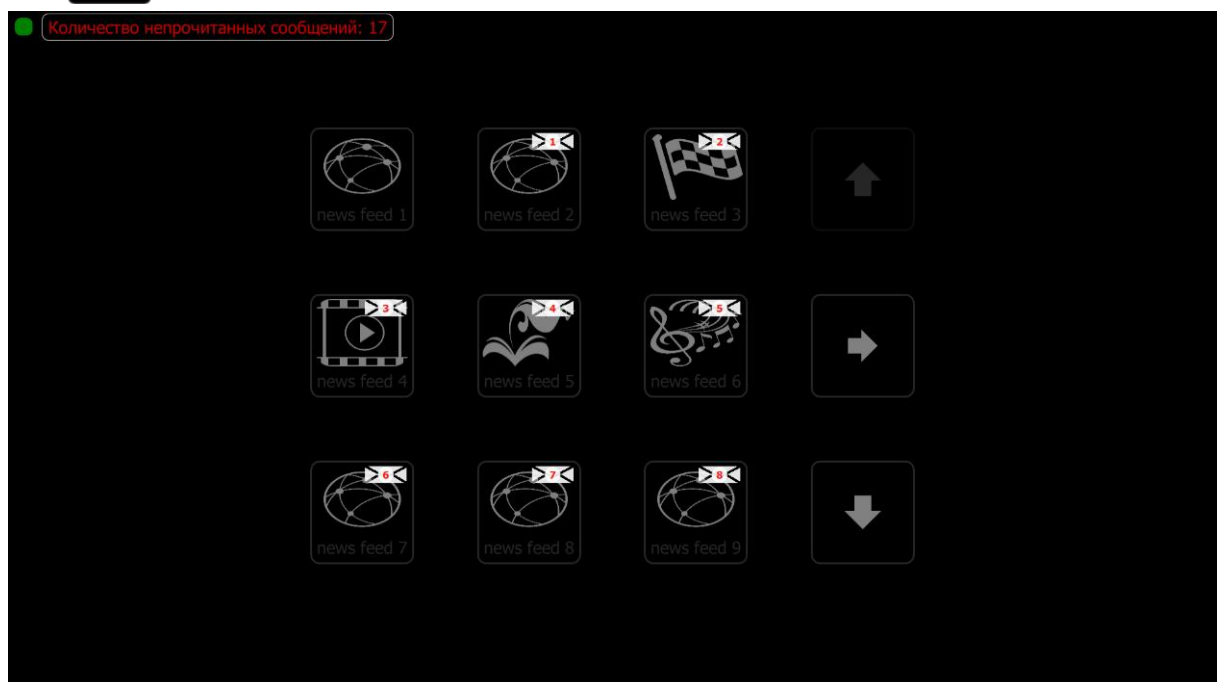 Количество непрочитанных сообщений: 17
1
2
news feed 1
news feed 2
news feed 3
3
4
5
news feed 4
news feed 5
news feed 6
6
7
8
news feed 7
news feed 8
news feed 9